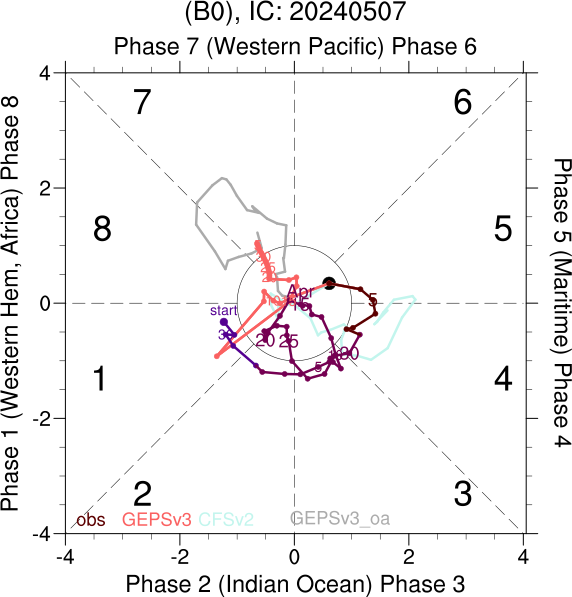 (B0), IC: 20240507
Phase 7 (Western Pacific) Phase 6
Phase 1 (Western Hem, Africa) Phase 8
Phase 5 (Maritime) Phase 4
4
2
0
-2
-4
7
6
8
5
1
4
2
3
start
Apr
5
20
25
30
5
obs
GEPSv3
CFSv2
GEPSv3_oa
-4
-2
0
2
4
Phase 2 (Indian Ocean) Phase 3